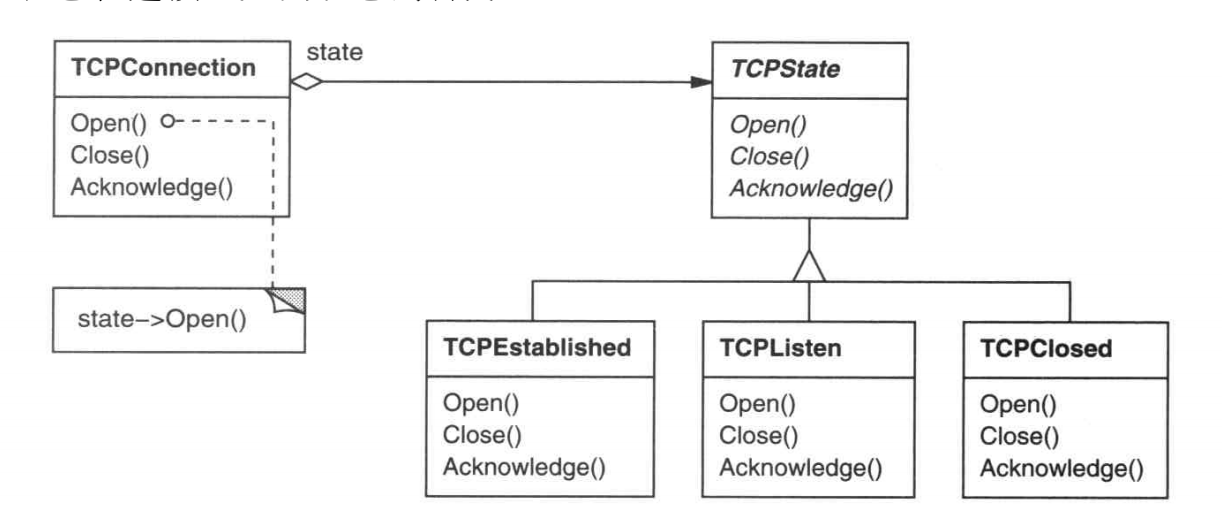 TCPConnection
Open()
Close()
Acknowledge()
state
TCPState
Open()
Close()
Acknowledge()
state–>Open()
TCPEstablished
Open()
Close()
Acknowledge()
TCPListen
Open()
Close()
Acknowledge()
TCPClosed
Open()
Close()
Acknowledge()